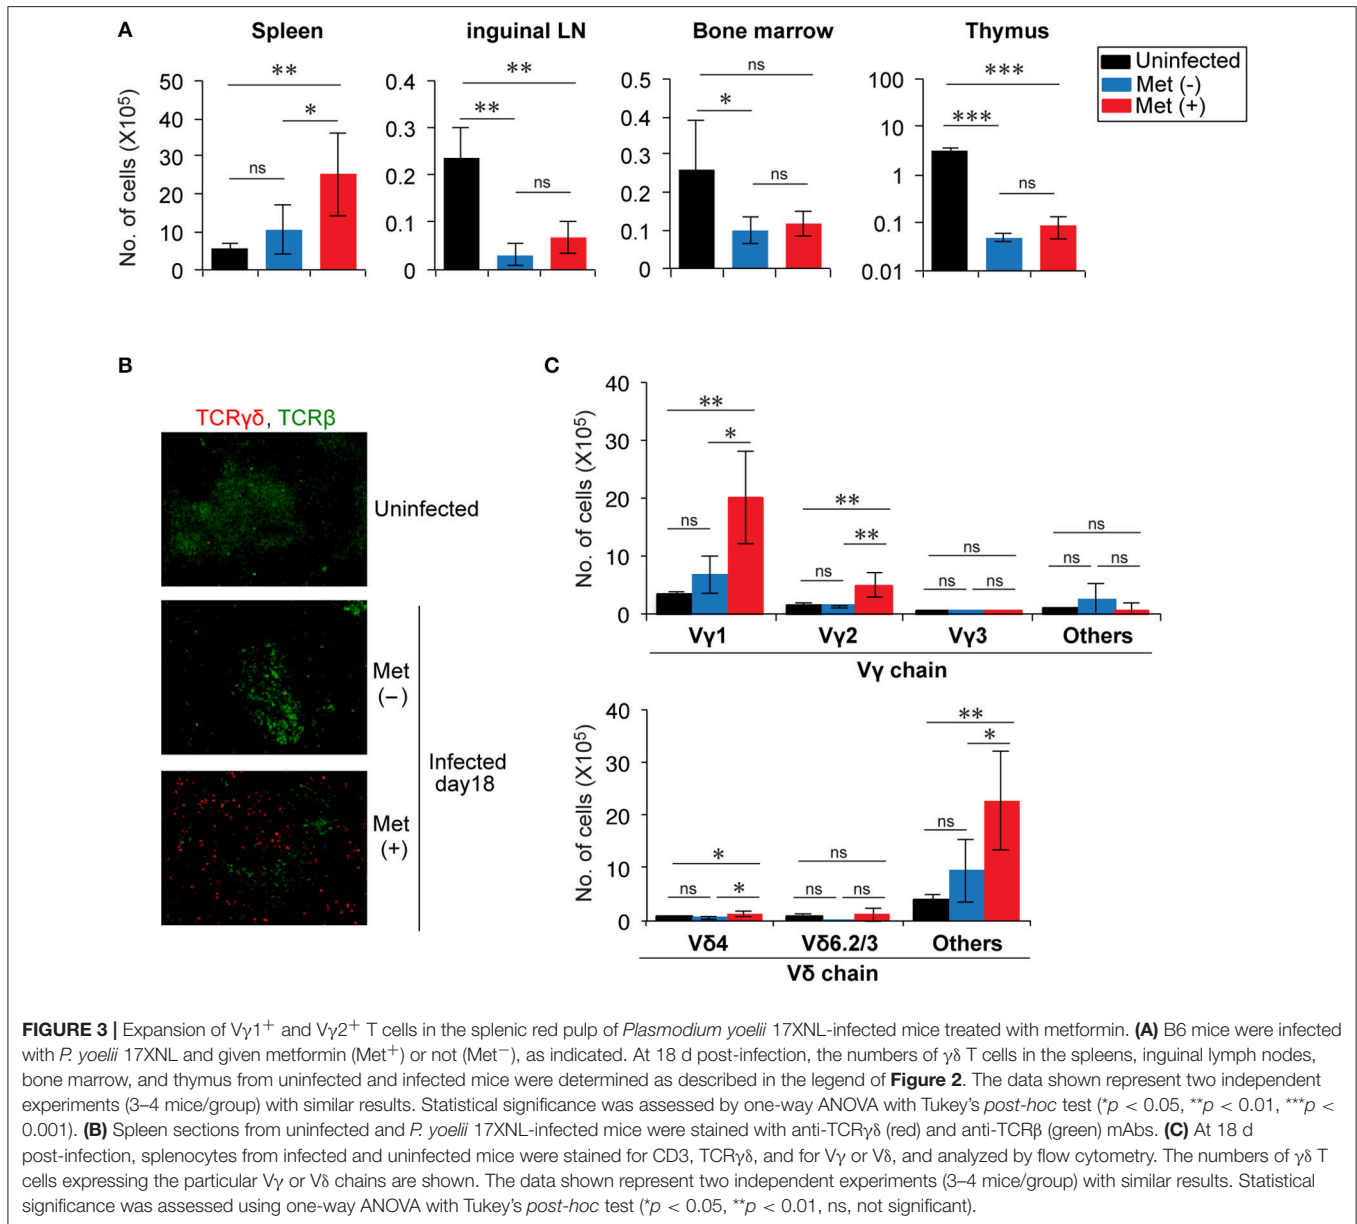 A
Spleen
inguinal LN
Bone marrow
Thymus
Uninfected
Met (-)
Met (+)
No. of cells (X10⁵)
50
40
30
20
10
0
**
*
ns
0.4
0.3
0.2
0.1
0
**
**
ns
0.5
0.4
0.3
0.2
0.1
0
ns
*
ns
100
10
1
0.1
0.01
***
***
ns
B
TCRγδ, TCRβ
Uninfected
Met
(−)
Infected
day18
Met
(+)
C
No. of cells (X10⁵)
40
30
20
10
0
**
*
ns
**
**
ns
ns
ns
ns
ns
ns
ns
Vγ1
Vγ2
Vγ3
Others
Vγ chain
No. of cells (X10⁵)
40
30
20
10
0
*
ns
*
ns
ns
ns
**
*
ns
Vδ4
Vδ6.2/3
Others
Vδ chain
FIGURE 3 | Expansion of Vγ1⁺ and Vγ2⁺ T cells in the splenic red pulp of Plasmodium yoelii 17XNL-infected mice treated with metformin. (A) B6 mice were infected
with P. yoelii 17XNL and given metformin (Met⁺) or not (Met⁻), as indicated. At 18 d post-infection, the numbers of γδ T cells in the spleens, inguinal lymph nodes,
bone marrow, and thymus from uninfected and infected mice were determined as described in the legend of Figure 2. The data shown represent two independent
experiments (3–4 mice/group) with similar results. Statistical significance was assessed by one-way ANOVA with Tukey's post-hoc test (*p < 0.05, **p < 0.01, ***p <
0.001). (B) Spleen sections from uninfected and P. yoelii 17XNL-infected mice were stained with anti-TCRγδ (red) and anti-TCRβ (green) mAbs. (C) At 18 d
post-infection, splenocytes from infected and uninfected mice were stained for CD3, TCRγδ, and for Vγ or Vδ, and analyzed by flow cytometry. The numbers of γδ T
cells expressing the particular Vγ or Vδ chains are shown. The data shown represent two independent experiments (3–4 mice/group) with similar results. Statistical
significance was assessed using one-way ANOVA with Tukey's post-hoc test (*p < 0.05, **p < 0.01, ns, not significant).